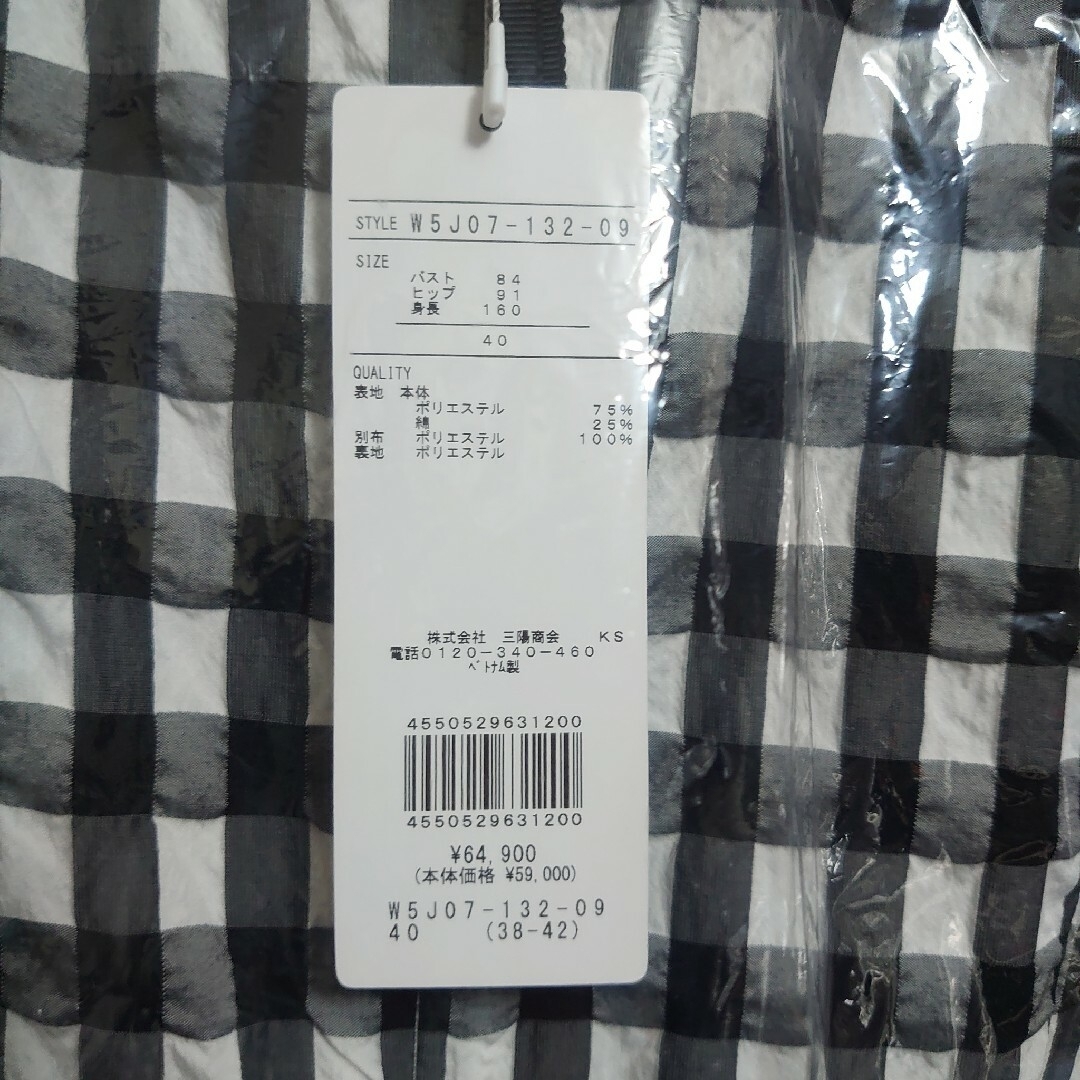 STYLE W5J07-132-09
SIZE
バスト 84
ヒップ 91
身長 160
40
QUALITY
表地 本体
ポリエステル 75%
綿 25%
別布 ポリエステル 100%
裏地 ポリエステル
株式会社 三陽商会 KS
電話0120-340-460
ﾍﾞﾄﾅﾑ製
4550529631200
4550529631200
¥64,900
(本体価格 ¥59,000)
W5J07-132-09
40 (38-42)